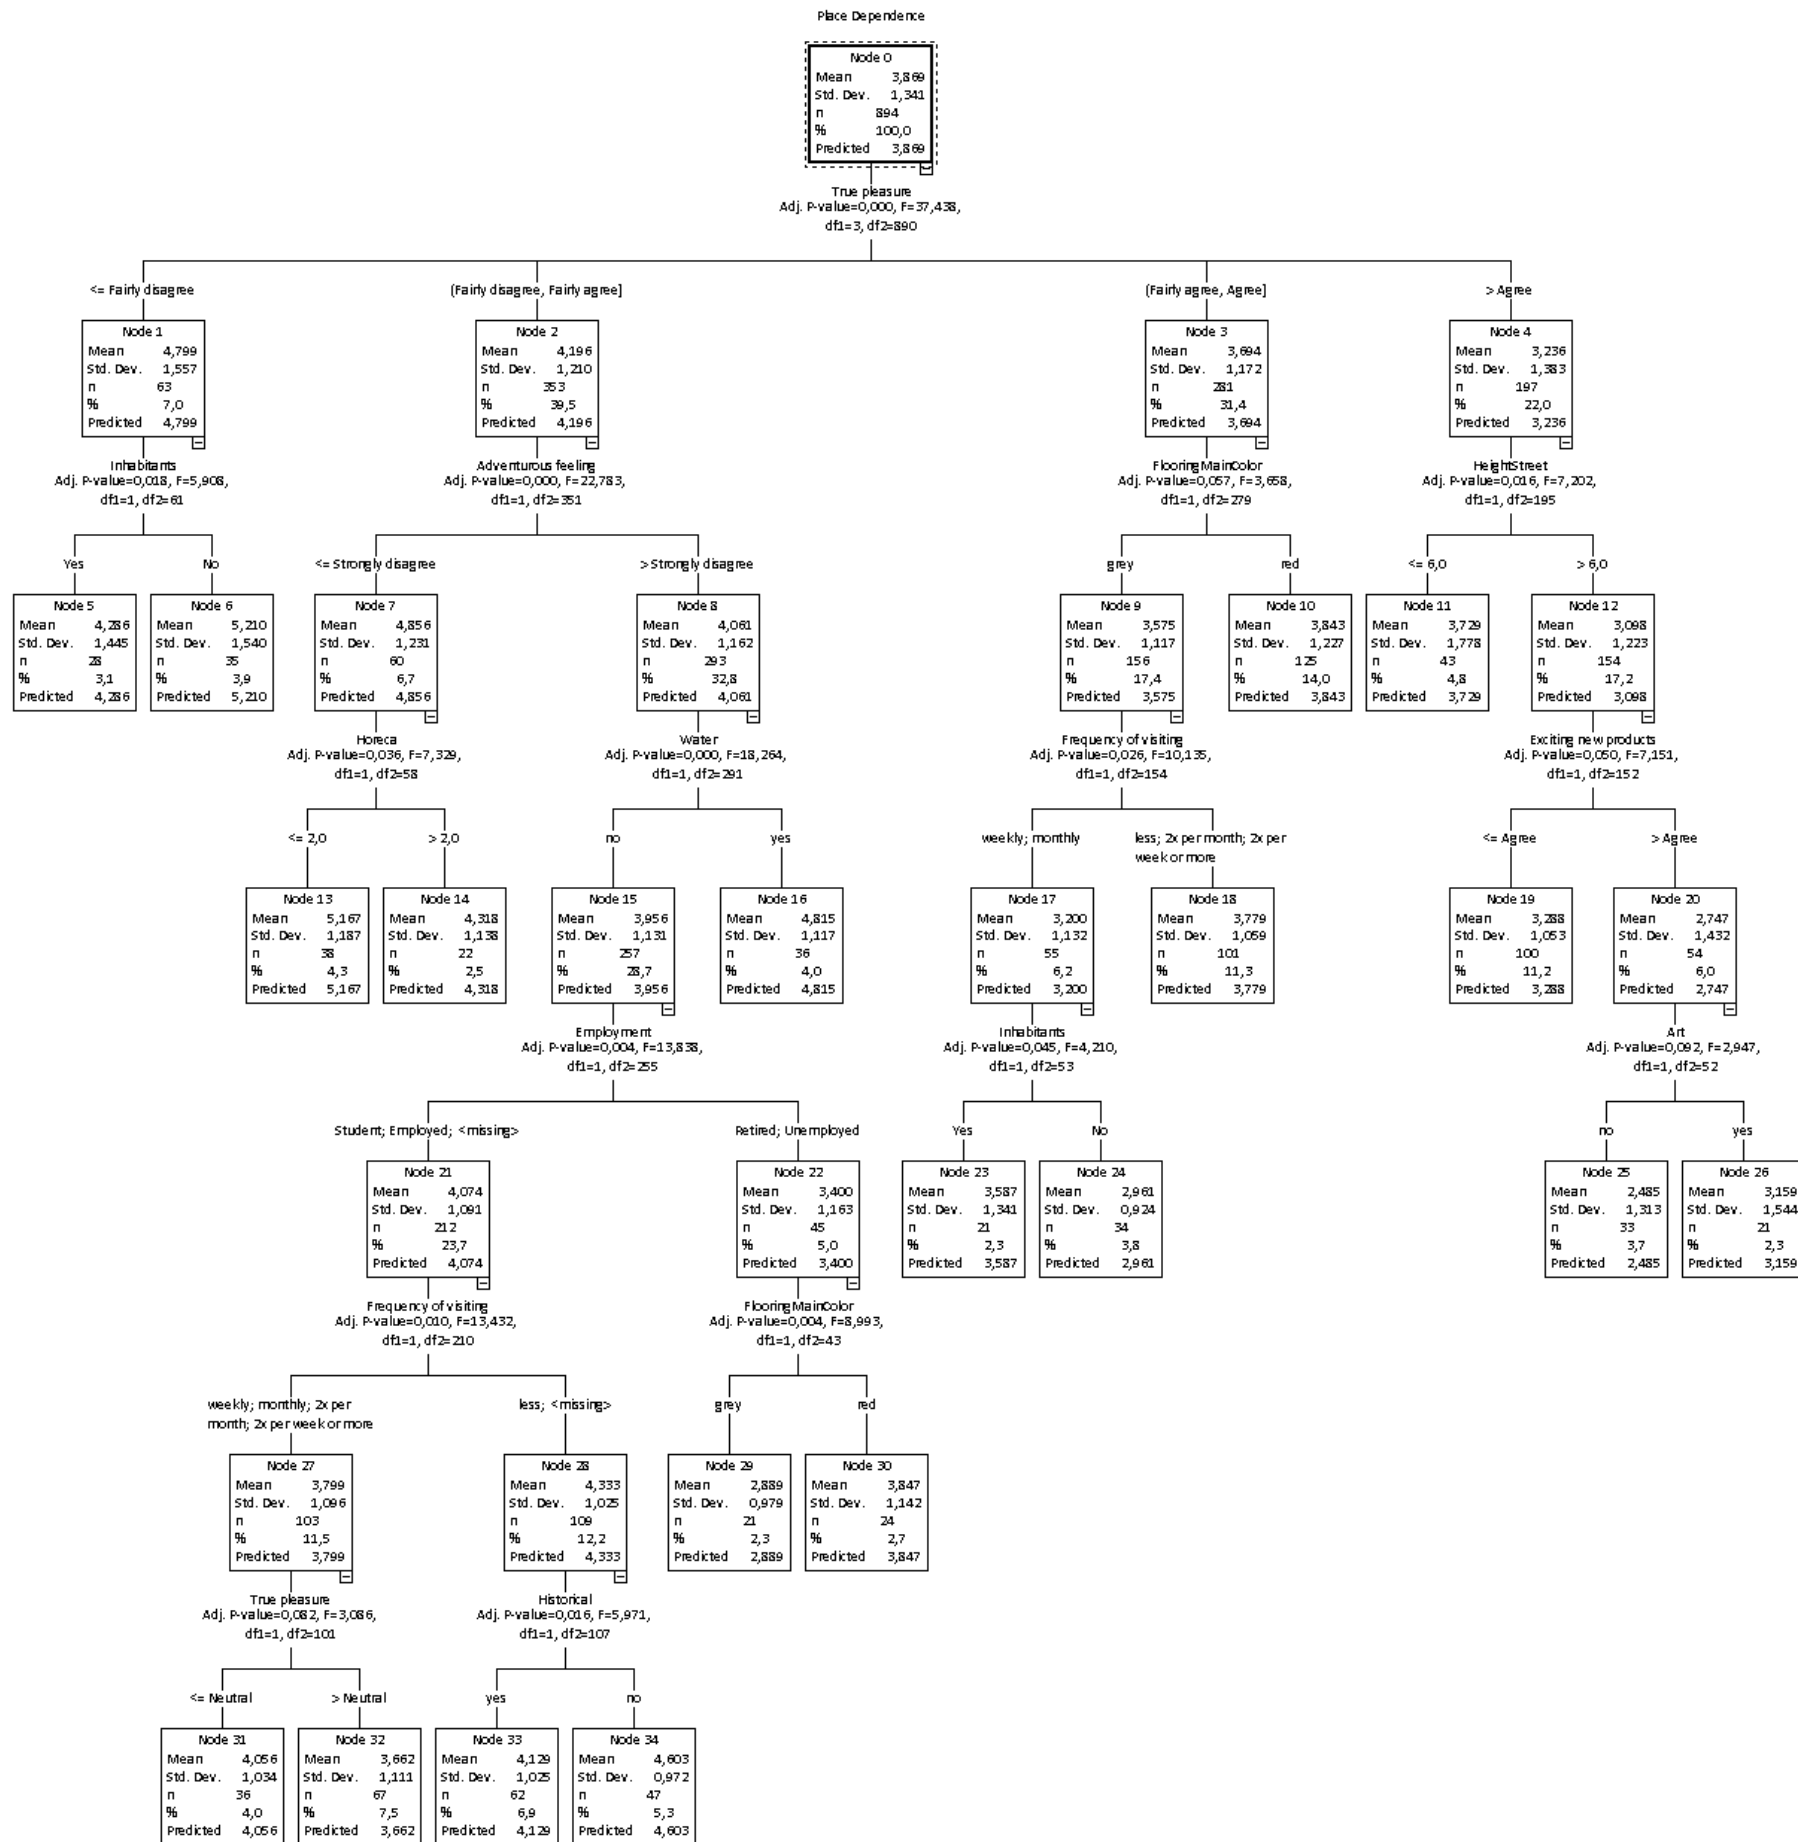 Place Dependence
Node 0
Mean 3,869
Std. Dev. 1,341
n 894
% 100,0
Predicted 3,869
True pleasure
Adj. P-value=0,000, F=37,438,
df1=3, df2=890
<= Fairly disagree
(Fairly disagree, Fairly agree]
(Fairly agree, Agree]
> Agree
Node 1
Mean 4,799
Std. Dev. 1,557
n 63
% 7,0
Predicted 4,799
Node 2
Mean 4,196
Std. Dev. 1,210
n 353
% 39,5
Predicted 4,196
Node 3
Mean 3,694
Std. Dev. 1,172
n 281
% 31,4
Predicted 3,694
Node 4
Mean 3,236
Std. Dev. 1,383
n 197
% 22,0
Predicted 3,236
Inhabitants
Adj. P-value=0,018, F=5,908,
df1=1, df2=61
Adventurous feeling
Adj. P-value=0,000, F=22,783,
df1=1, df2=351
FlooringMainColor
Adj. P-value=0,057, F=3,658,
df1=1, df2=279
HeightStreet
Adj. P-value=0,016, F=7,202,
df1=1, df2=195
Yes
No
<= Strongly disagree
> Strongly disagree
grey
red
<= 6,0
> 6,0
Node 5
Mean 4,286
Std. Dev. 1,445
n 28
% 3,1
Predicted 4,286
Node 6
Mean 5,210
Std. Dev. 1,540
n 35
% 3,9
Predicted 5,210
Node 7
Mean 4,856
Std. Dev. 1,231
n 60
% 6,7
Predicted 4,856
Node 8
Mean 4,061
Std. Dev. 1,162
n 293
% 32,8
Predicted 4,061
Node 9
Mean 3,575
Std. Dev. 1,117
n 156
% 17,4
Predicted 3,575
Node 10
Mean 3,843
Std. Dev. 1,227
n 125
% 14,0
Predicted 3,843
Node 11
Mean 3,729
Std. Dev. 1,778
n 43
% 4,8
Predicted 3,729
Node 12
Mean 3,098
Std. Dev. 1,223
n 154
% 17,2
Predicted 3,098
Horeca
Adj. P-value=0,036, F=7,329,
df1=1, df2=58
Water
Adj. P-value=0,000, F=18,264,
df1=1, df2=291
Frequency of visiting
Adj. P-value=0,026, F=10,135,
df1=1, df2=154
Exciting new products
Adj. P-value=0,050, F=7,151,
df1=1, df2=152
<= 2,0
> 2,0
no
yes
weekly; monthly
less; 2x per month; 2x per
week or more
<= Agree
> Agree
Node 13
Mean 5,167
Std. Dev. 1,187
n 38
% 4,3
Predicted 5,167
Node 14
Mean 4,318
Std. Dev. 1,138
n 22
% 2,5
Predicted 4,318
Node 15
Mean 3,956
Std. Dev. 1,131
n 257
% 28,7
Predicted 3,956
Node 16
Mean 4,815
Std. Dev. 1,117
n 36
% 4,0
Predicted 4,815
Node 17
Mean 3,200
Std. Dev. 1,132
n 55
% 6,2
Predicted 3,200
Node 18
Mean 3,779
Std. Dev. 1,059
n 101
% 11,3
Predicted 3,779
Node 19
Mean 3,288
Std. Dev. 1,053
n 100
% 11,2
Predicted 3,288
Node 20
Mean 2,747
Std. Dev. 1,432
n 54
% 6,0
Predicted 2,747
Employment
Adj. P-value=0,004, F=13,838,
df1=1, df2=255
Inhabitants
Adj. P-value=0,045, F=4,210,
df1=1, df2=53
Art
Adj. P-value=0,092, F=2,947,
df1=1, df2=52
Student; Employed; <missing>
Retired; Unemployed
Yes
No
no
yes
Node 21
Mean 4,074
Std. Dev. 1,091
n 212
% 23,7
Predicted 4,074
Node 22
Mean 3,400
Std. Dev. 1,163
n 45
% 5,0
Predicted 3,400
Node 23
Mean 3,587
Std. Dev. 1,341
n 21
% 2,3
Predicted 3,587
Node 24
Mean 2,961
Std. Dev. 0,924
n 34
% 3,8
Predicted 2,961
Node 25
Mean 2,485
Std. Dev. 1,313
n 33
% 3,7
Predicted 2,485
Node 26
Mean 3,159
Std. Dev. 1,544
n 21
% 2,3
Predicted 3,159
Frequency of visiting
Adj. P-value=0,010, F=13,432,
df1=1, df2=210
FlooringMainColor
Adj. P-value=0,004, F=8,993,
df1=1, df2=43
weekly; monthly; 2x per
month; 2x per week or more
less; <missing>
grey
red
Node 27
Mean 3,799
Std. Dev. 1,096
n 103
% 11,5
Predicted 3,799
Node 28
Mean 4,333
Std. Dev. 1,025
n 109
% 12,2
Predicted 4,333
Node 29
Mean 2,889
Std. Dev. 0,979
n 21
% 2,3
Predicted 2,889
Node 30
Mean 3,847
Std. Dev. 1,142
n 24
% 2,7
Predicted 3,847
True pleasure
Adj. P-value=0,082, F=3,086,
df1=1, df2=101
Historical
Adj. P-value=0,016, F=5,971,
df1=1, df2=107
<= Neutral
> Neutral
yes
no
Node 31
Mean 4,056
Std. Dev. 1,034
n 36
% 4,0
Predicted 4,056
Node 32
Mean 3,662
Std. Dev. 1,111
n 67
% 7,5
Predicted 3,662
Node 33
Mean 4,129
Std. Dev. 1,025
n 62
% 6,9
Predicted 4,129
Node 34
Mean 4,603
Std. Dev. 0,972
n 47
% 5,3
Predicted 4,603